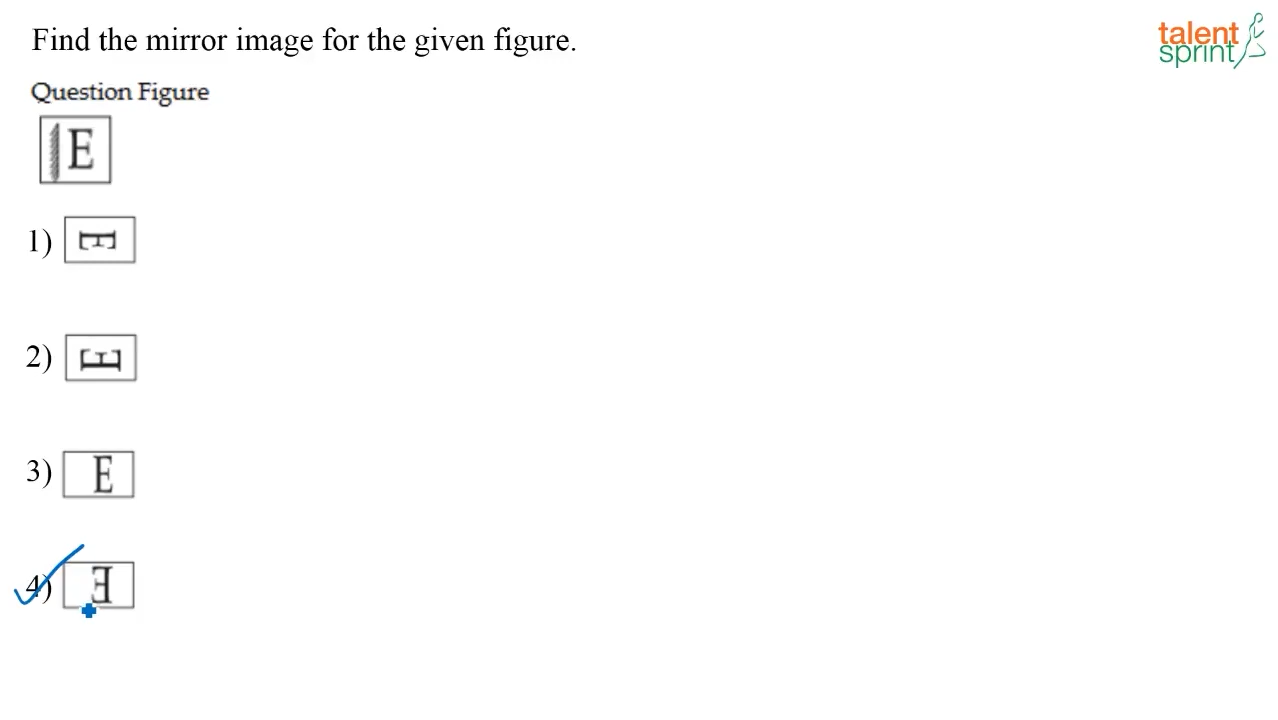 Find the mirror image for the given figure.
talent
sprint
Question Figure
E
1) E
2) E
3) E
4) Ǝ